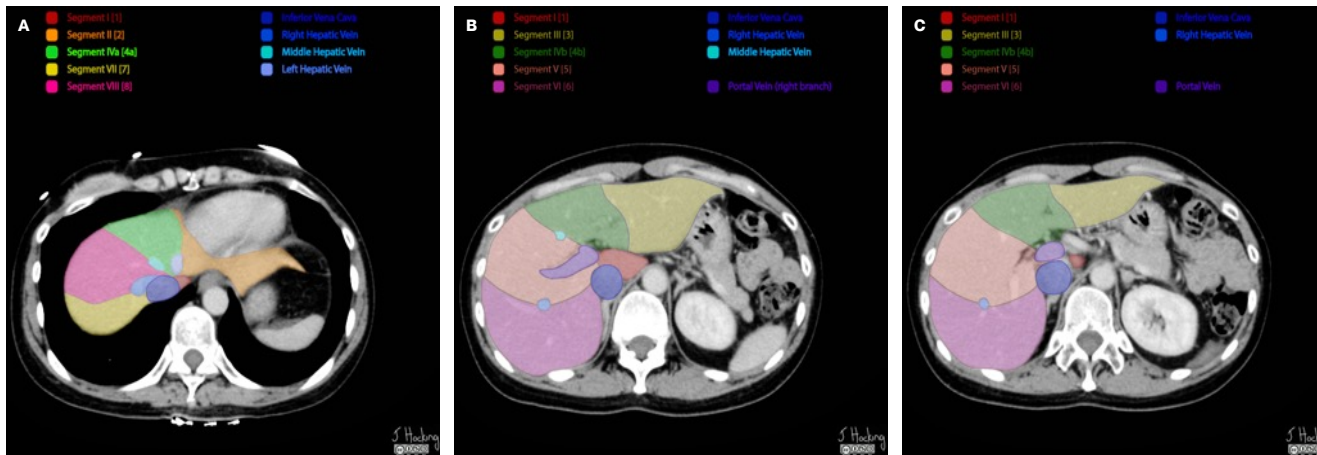 A
Segment I [1]
Segment II [2]
Segment IVa [4a]
Segment VII [7]
Segment VIII [8]
Inferior Vena Cava
Right Hepatic Vein
Middle Hepatic Vein
Left Hepatic Vein
J Hocking
B
Segment I [1]
Segment III [3]
Segment IVb [4b]
Segment V [5]
Segment VI [6]
Inferior Vena Cava
Right Hepatic Vein
Middle Hepatic Vein
Portal Vein (right branch)
J Hocking
C
Segment I [1]
Segment III [3]
Segment IVb [4b]
Segment V [5]
Segment VI [6]
Inferior Vena Cava
Right Hepatic Vein
Portal Vein